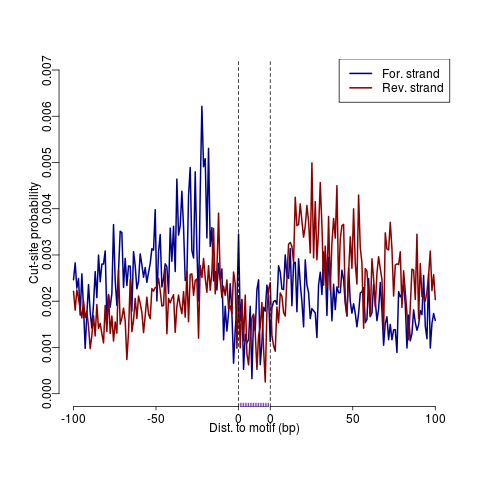 For. strand
Rev. strand
0.007
0.006
0.005
0.004
0.003
0.002
0.001
0.000
Cut-site probability
-100 -50 0 0 50 100
Dist. to motif (bp)